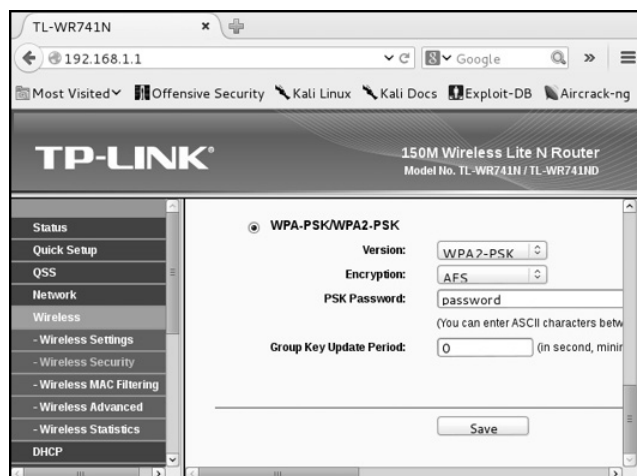 TL-WR741N
192.168.1.1
Google
Most Visited Offensive Security Kali Linux Kali Docs Exploit-DB Aircrack-ng
TP-LINK®
150M Wireless Lite N Router
Model No. TL-WR741N / TL-WR741ND
Status
Quick Setup
QSS
Network
Wireless
- Wireless Settings
- Wireless Security
- Wireless MAC Filtering
- Wireless Advanced
- Wireless Statistics
DHCP
WPA-PSK/WPA2-PSK
Version: WPA2-PSK
Encryption: AES
PSK Password: password
(You can enter ASCII characters betw
Group Key Update Period: 0 (in second, minir
Save